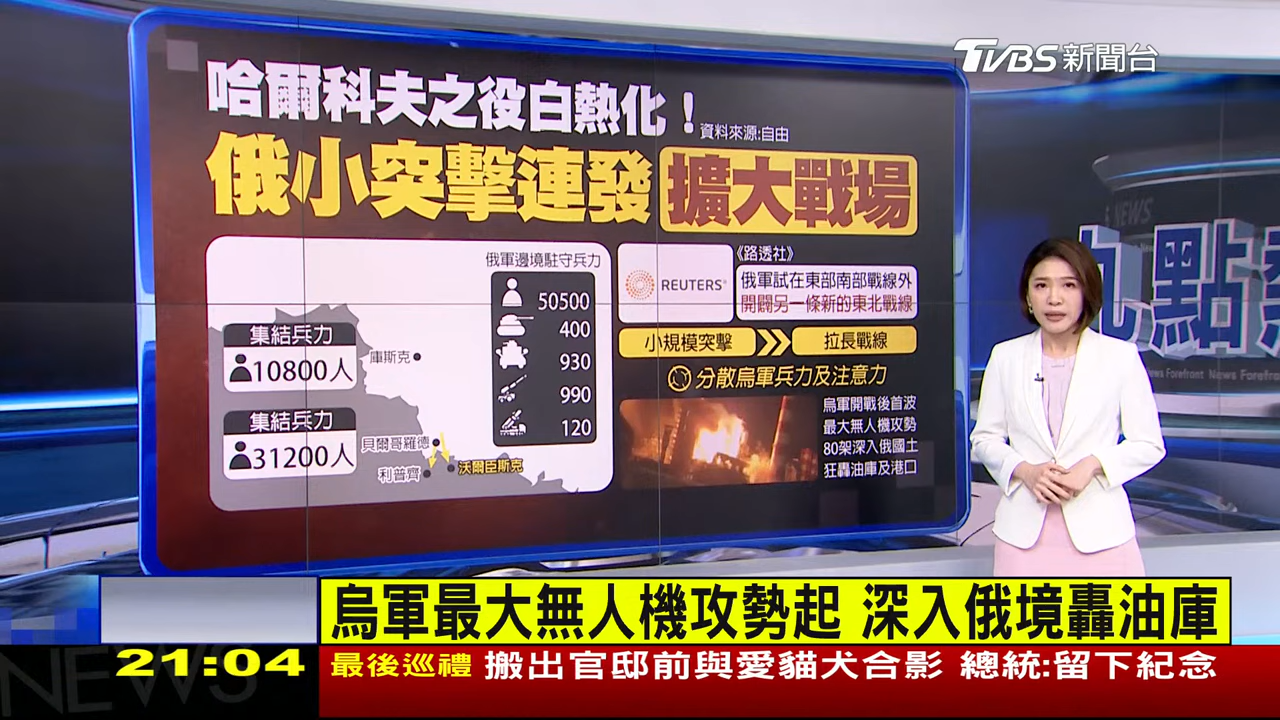 TVBS新聞台
哈爾科夫之役白熱化！
資料來源:自由
俄小突擊連發 擴大戰場
俄軍邊境駐守兵力
50500
400
930
990
120
集結兵力
10800人
集結兵力
31200人
庫斯克
貝爾哥羅德
利普齊
沃爾臣斯克
REUTERS
《路透社》
俄軍試在東部南部戰線外
開闢另一條新的東北戰線
小規模突擊
拉長戰線
分散烏軍兵力及注意力
烏軍開戰後首波
最大無人機攻勢
80架深入俄國土
狂轟油庫及港口
NEWS
九點
News Forefront News Forefr
烏軍最大無人機攻勢起 深入俄境轟油庫
NEWS
21:04
最後巡禮 搬出官邸前與愛貓犬合影 總統:留下紀念